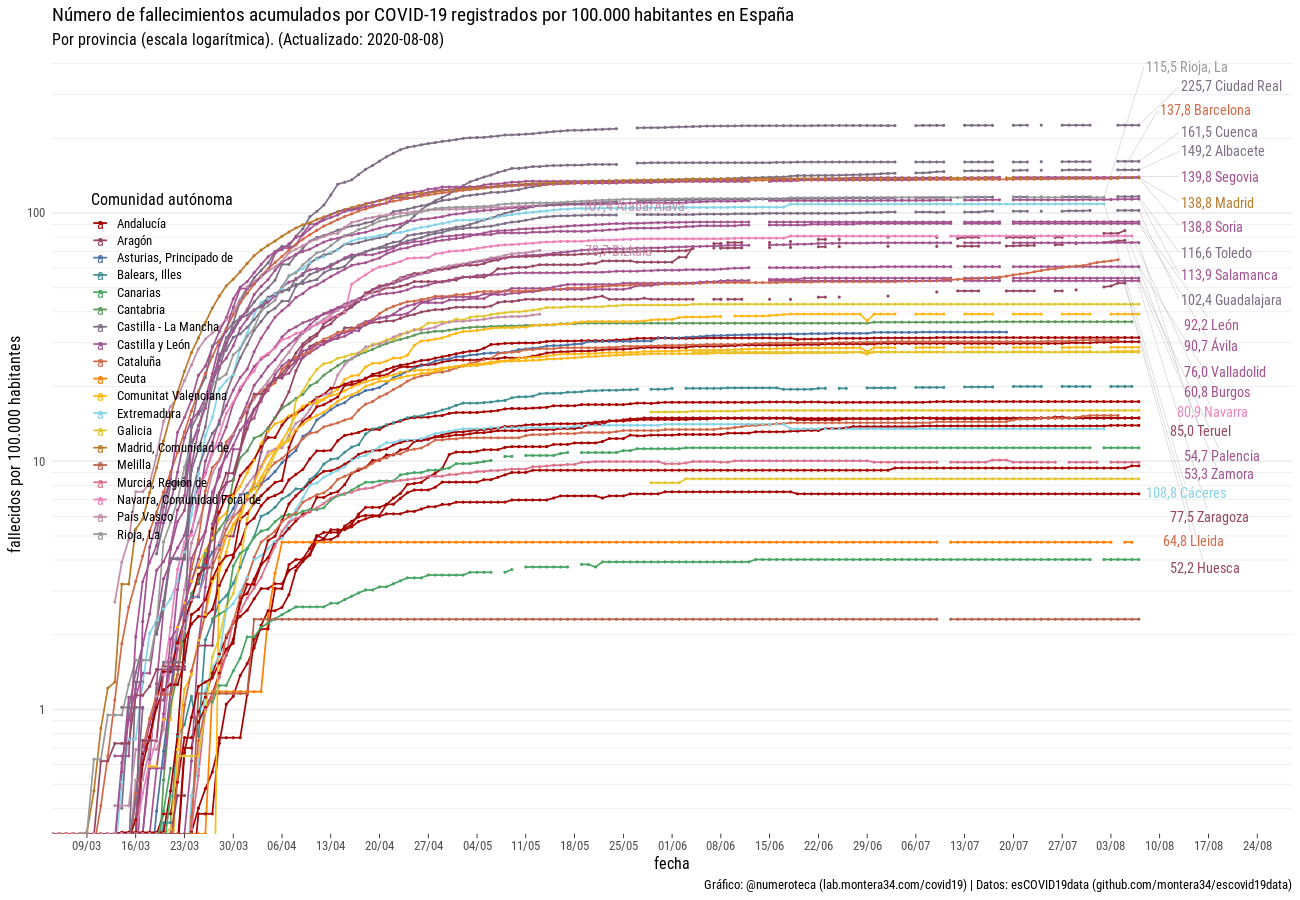 Número de fallecimientos acumulados por COVID-19 registrados por 100.000 habitantes en España
Por provincia (escala logarítmica). (Actualizado: 2020-08-08)
fallecidos por 100.000 habitantes
100
10
1
Comunidad autónoma
Andalucía
Aragón
Asturias, Principado de
Balears, Illes
Canarias
Cantabria
Castilla - La Mancha
Castilla y León
Cataluña
Ceuta
Comunitat Valenciana
Extremadura
Galicia
Madrid, Comunidad de
Melilla
Murcia, Región de
Navarra, Comunidad Foral de
País Vasco
Rioja, La
Araba/Álava
Bizkaia
115,5 Rioja, La
225,7 Ciudad Real
137,8 Barcelona
161,5 Cuenca
149,2 Albacete
139,8 Segovia
138,8 Madrid
138,8 Soria
116,6 Toledo
113,9 Salamanca
102,4 Guadalajara
92,2 León
90,7 Ávila
76,0 Valladolid
60,8 Burgos
80,9 Navarra
85,0 Teruel
54,7 Palencia
53,3 Zamora
108,8 Cáceres
77,5 Zaragoza
64,8 Lleida
52,2 Huesca
09/03 16/03 23/03 30/03 06/04 13/04 20/04 27/04 04/05 11/05 18/05 25/05 01/06 08/06 15/06 22/06 29/06 06/07 13/07 20/07 27/07 03/08 10/08 17/08 24/08
fecha
Gráfico: @numeroteca (lab.montera34.com/covid19) | Datos: esCOVID19data (github.com/montera34/escovid19data)